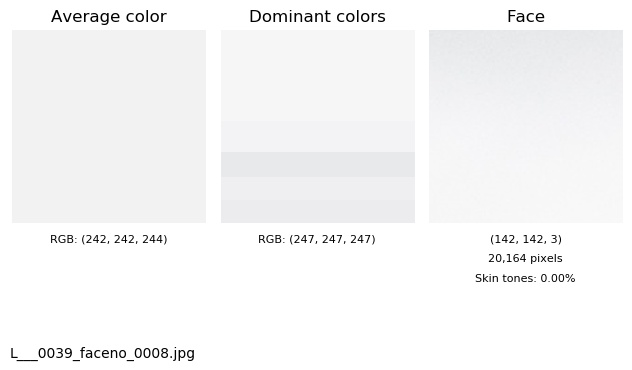 Average color
Dominant colors
Face
RGB: (242, 242, 244)
RGB: (247, 247, 247)
(142, 142, 3)
20,164 pixels
Skin tones: 0.00%
L___0039_faceno_0008.jpg